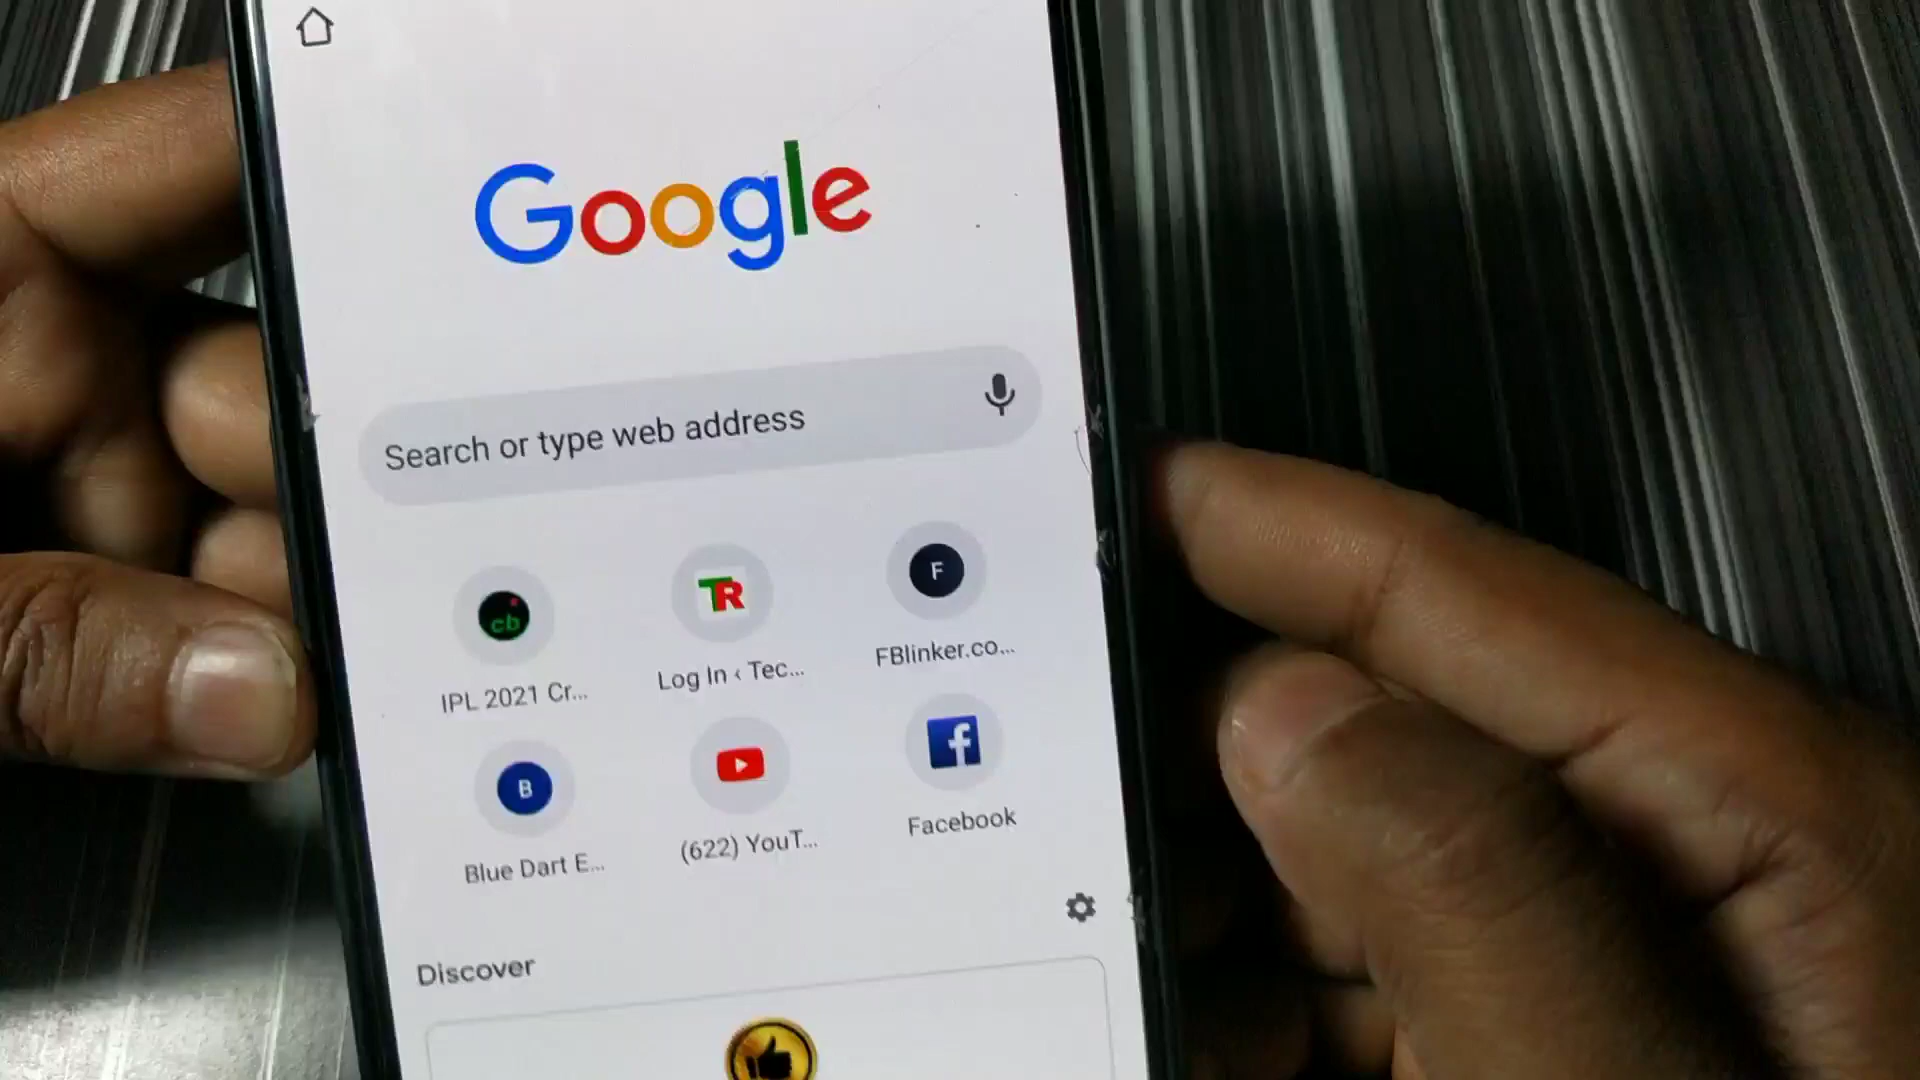 Google
Search or type web address
cb
TR
F
IPL 2021 Cr...
Log In ‹ Tec...
FBlinker.co...
B
f
Blue Dart E...
(622) YouT...
Facebook
Discover